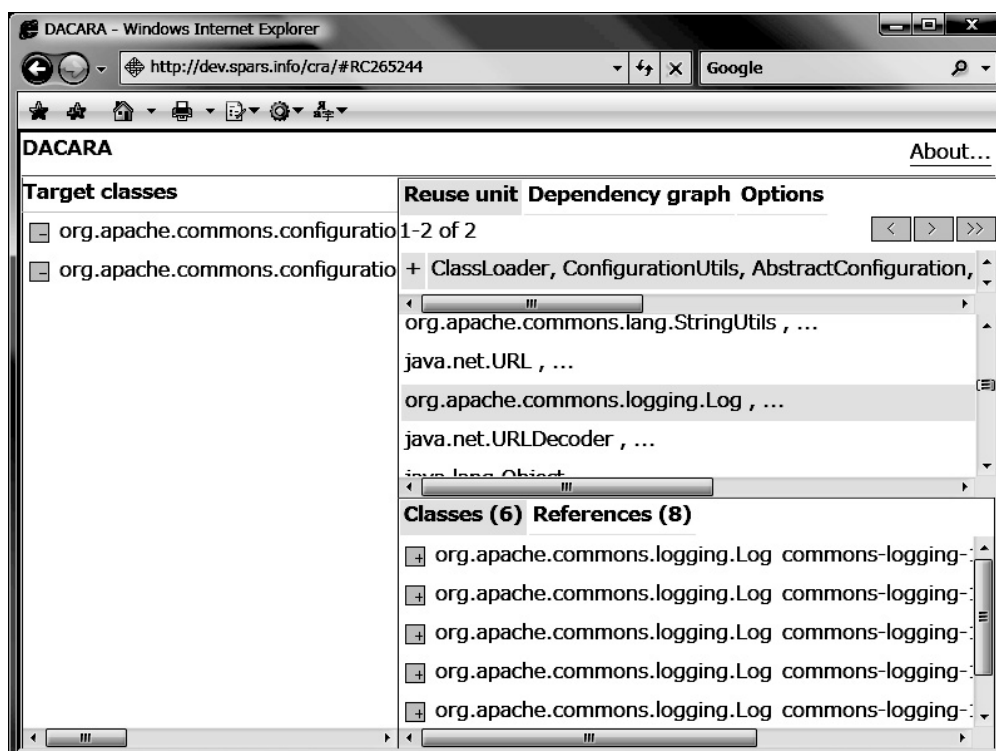 DACARA - Windows Internet Explorer
http://dev.spars.info/cra/#RC265244
Google
DACARA
About...
Target classes
org.apache.commons.configuratio
org.apache.commons.configuratio
Reuse unit Dependency graph Options
1-2 of 2
< > >>
+ ClassLoader, ConfigurationUtils, AbstractConfiguration,
org.apache.commons.lang.StringUtils , ...
java.net.URL , ...
org.apache.commons.logging.Log , ...
java.net.URLDecoder , ...
java.lang.Object
Classes (6) References (8)
org.apache.commons.logging.Log commons-logging-
org.apache.commons.logging.Log commons-logging-
org.apache.commons.logging.Log commons-logging-
org.apache.commons.logging.Log commons-logging-
org.apache.commons.logging.Log commons-logging-